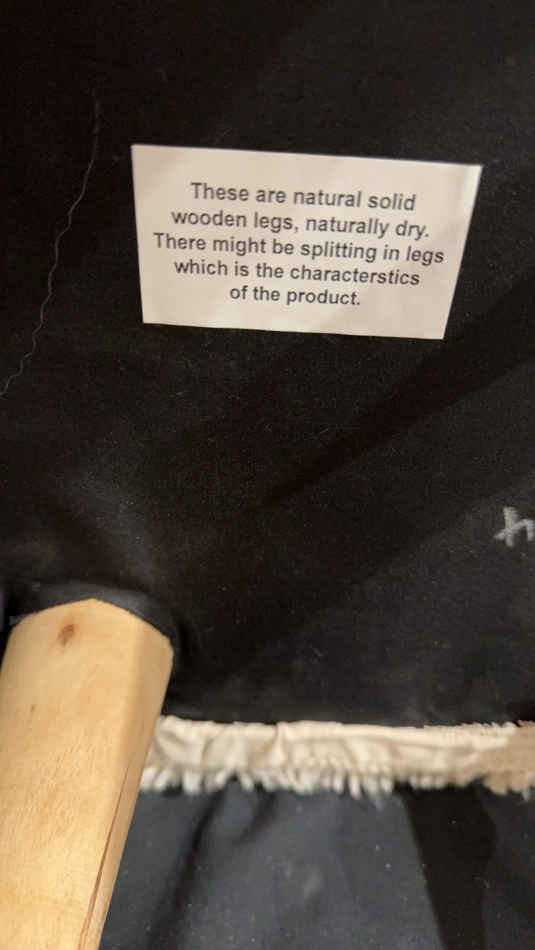 These are natural solid
wooden legs, naturally dry.
There might be splitting in legs
which is the characterstics
of the product.